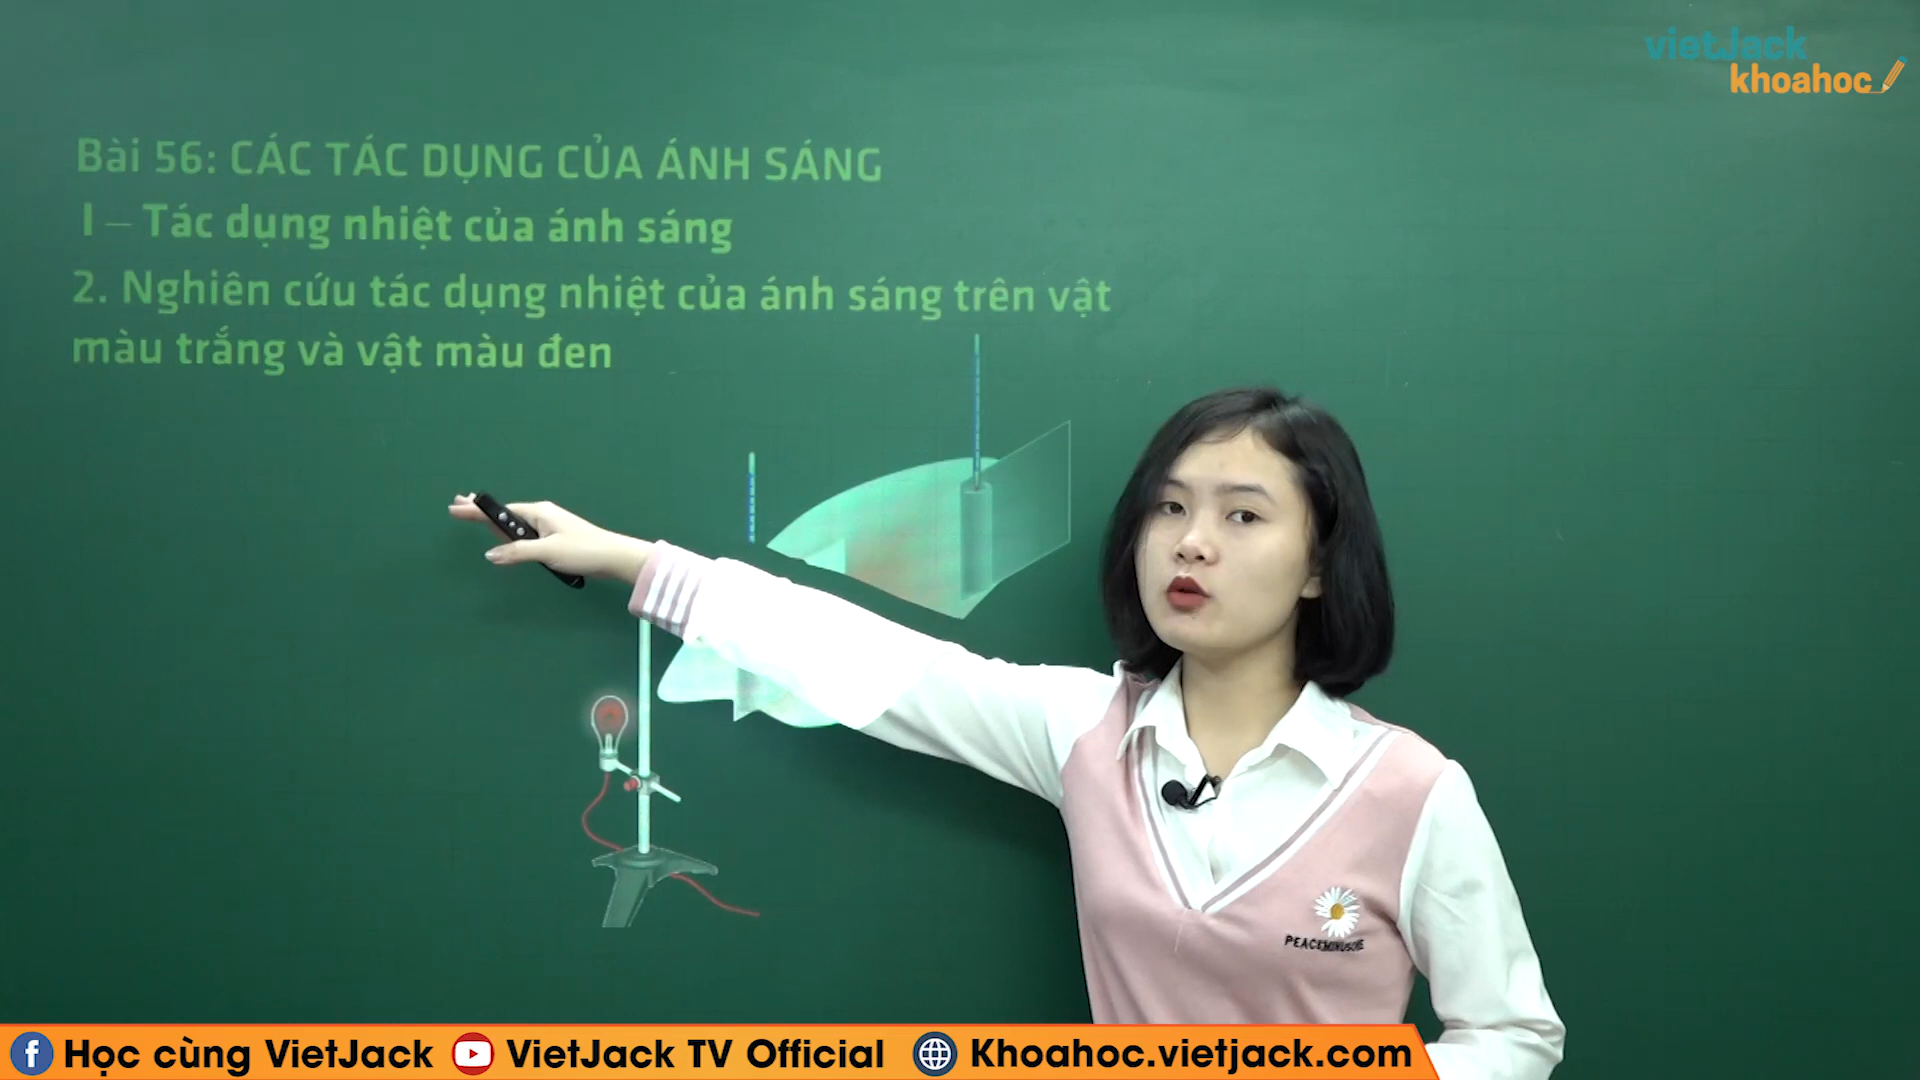 vietJack
khoahoc
Bài 56: CÁC TÁC DỤNG CỦA ÁNH SÁNG
I – Tác dụng nhiệt của ánh sáng
2. Nghiên cứu tác dụng nhiệt của ánh sáng trên vật
màu trắng và vật màu đen
PEACEMINUSONE
Học cùng VietJack VietJack TV Official Khoahoc.vietjack.com